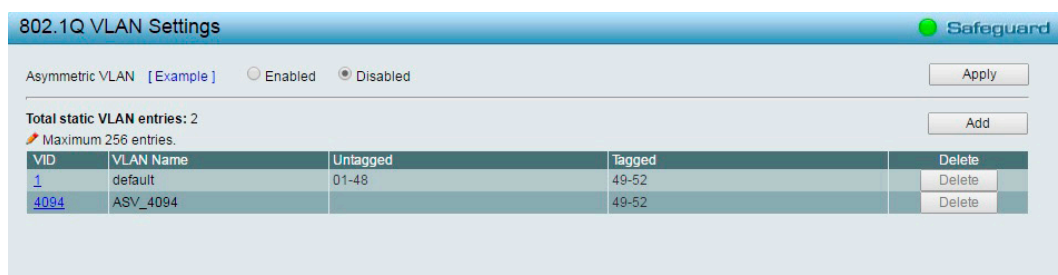 802.1Q VLAN Settings Safeguard
Asymmetric VLAN [ Example ] Enabled Disabled Apply
Total static VLAN entries: 2 Add
Maximum 256 entries.
VID VLAN Name Untagged Tagged Delete
1 default 01-48 49-52 Delete
4094 ASV_4094 49-52 Delete